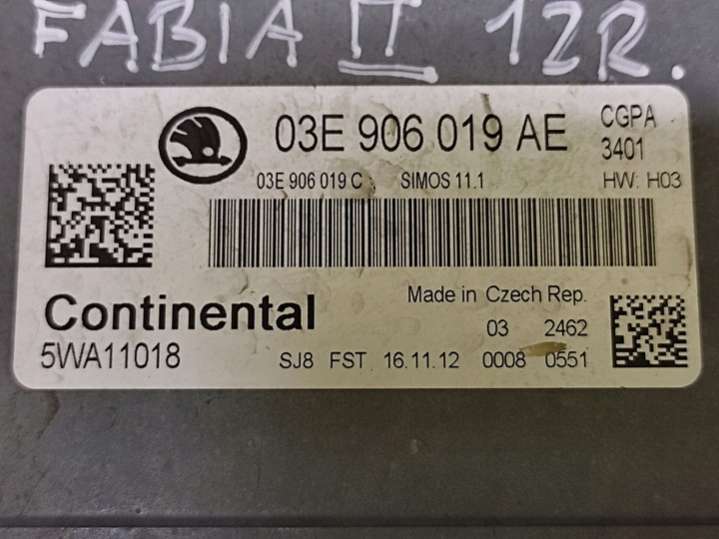 FABIA II 12R.
03E 906 019 AE
CGPA
3401
03E 906 019 C SIMOS 11.1 HW: H03
Continental
Made in Czech Rep.
03 2462
5WA11018 SJ8 FST 16.11.12 0008 0551